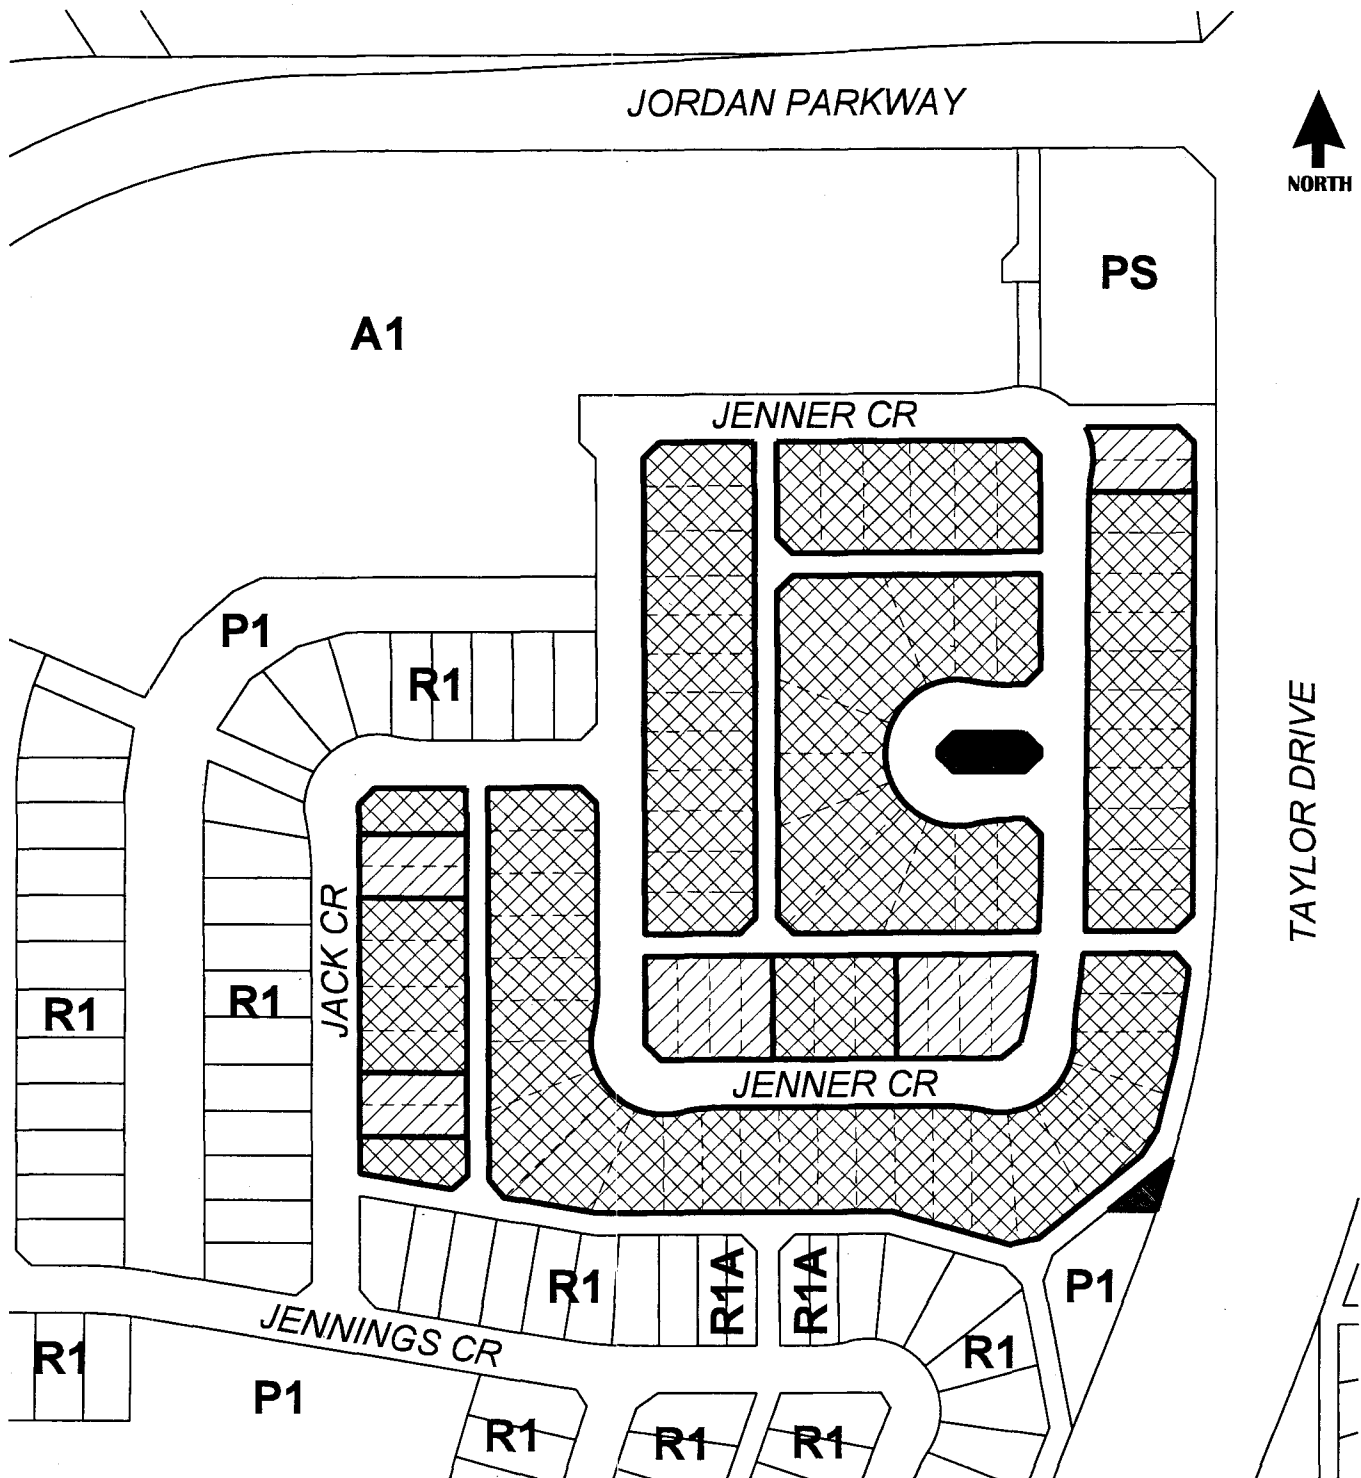 JORDAN PARKWAY
NORTH
PS
A1
JENNER CR
P1
R1
TAYLOR DRIVE
JACK CR
R1
R1
JENNER CR
R1
R1A
R1A
P1
JENNINGS CR
R1
R1
P1
R1
R1
R1